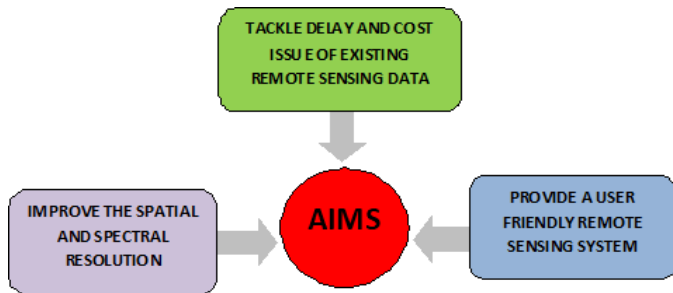 TACKLE DELAY AND COST
ISSUE OF EXISTING
REMOTE SENSING DATA
IMPROVE THE SPATIAL
AND SPECTRAL
RESOLUTION
AIMS
PROVIDE A USER
FRIENDLY REMOTE
SENSING SYSTEM